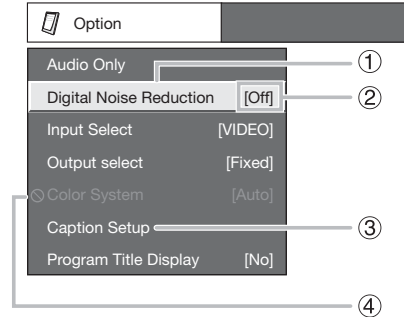 Option
Audio Only
①
Digital Noise Reduction [Off]
②
Input Select [VIDEO]
Output select [Fixed]
Color System [Auto]
Caption Setup
③
Program Title Display [No]
④